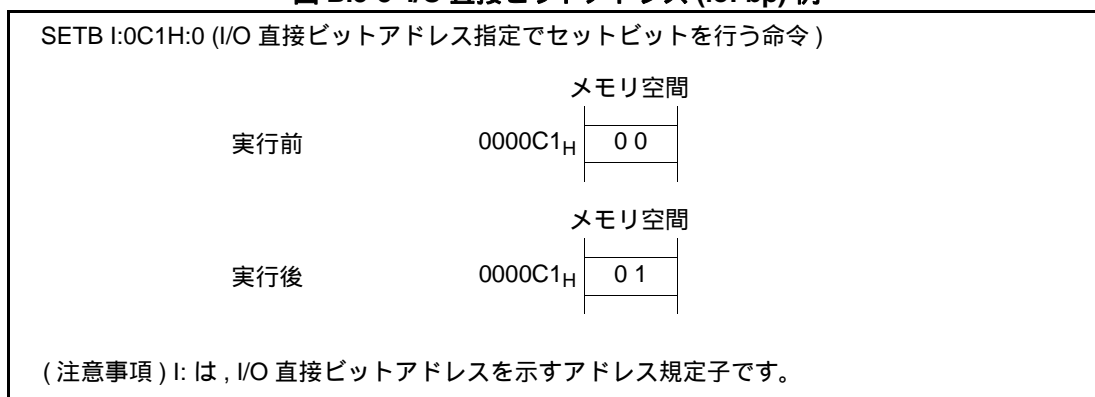 SETB I:0C1H:0 (I/O 直接ビットアドレス指定でセットビットを行う命令 )
メモリ空間
実行前 0000C1H 0 0
メモリ空間
実行後 0000C1H 0 1
( 注意事項 ) I: は , I/O 直接ビットアドレスを示すアドレス規定子です。